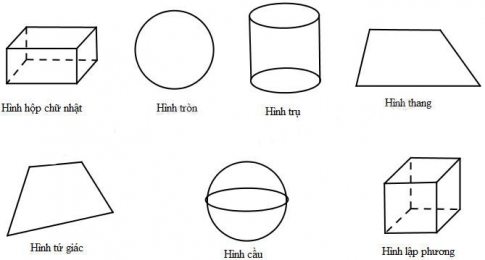 Hình hộp chữ nhật
Hình tròn
Hình trụ
Hình thang
Hình tứ giác
Hình cầu
Hình lập phương